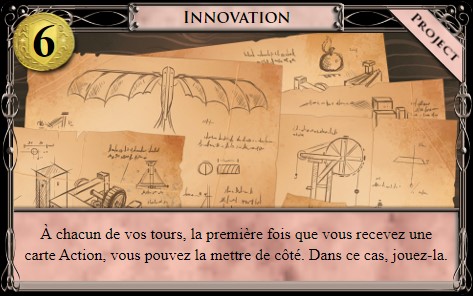 INNOVATION
PROJECT
6
À chacun de vos tours, la première fois que vous recevez une
carte Action, vous pouvez la mettre de côté. Dans ce cas, jouez-la.